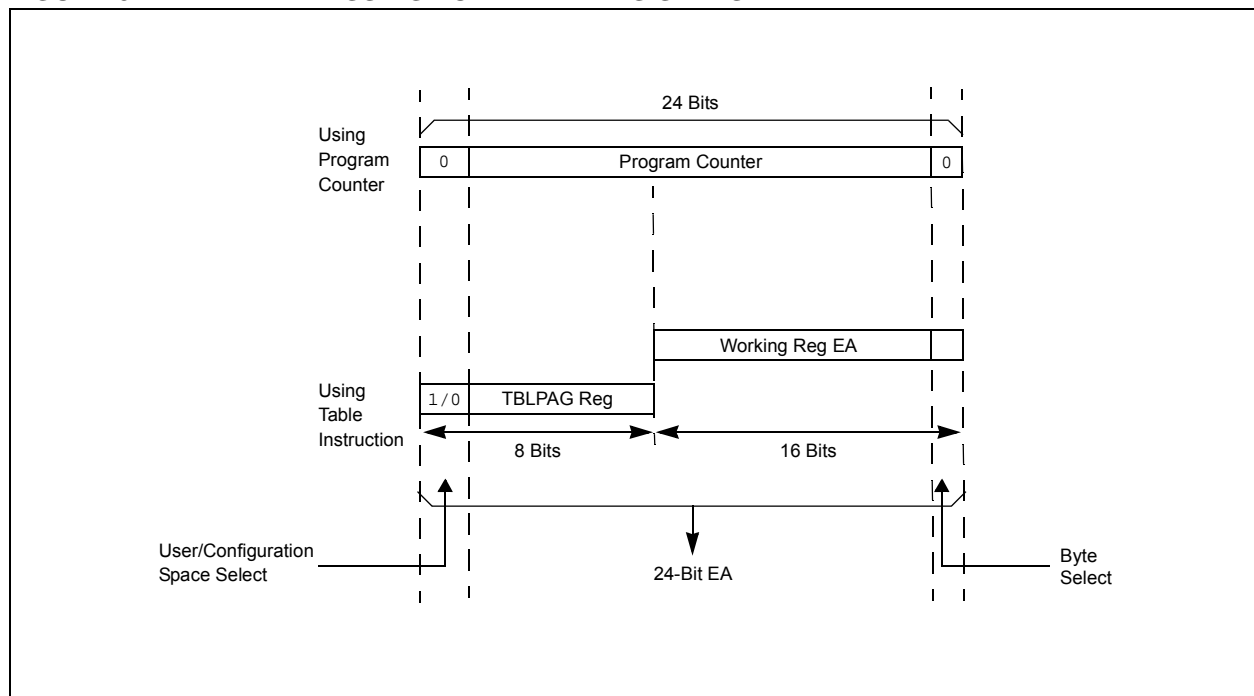 24 Bits
Using
Program
Counter
0
Program Counter
0
Working Reg EA
Using
Table
Instruction
1/0
TBLPAG Reg
8 Bits
16 Bits
User/Configuration
Space Select
24-Bit EA
Byte
Select